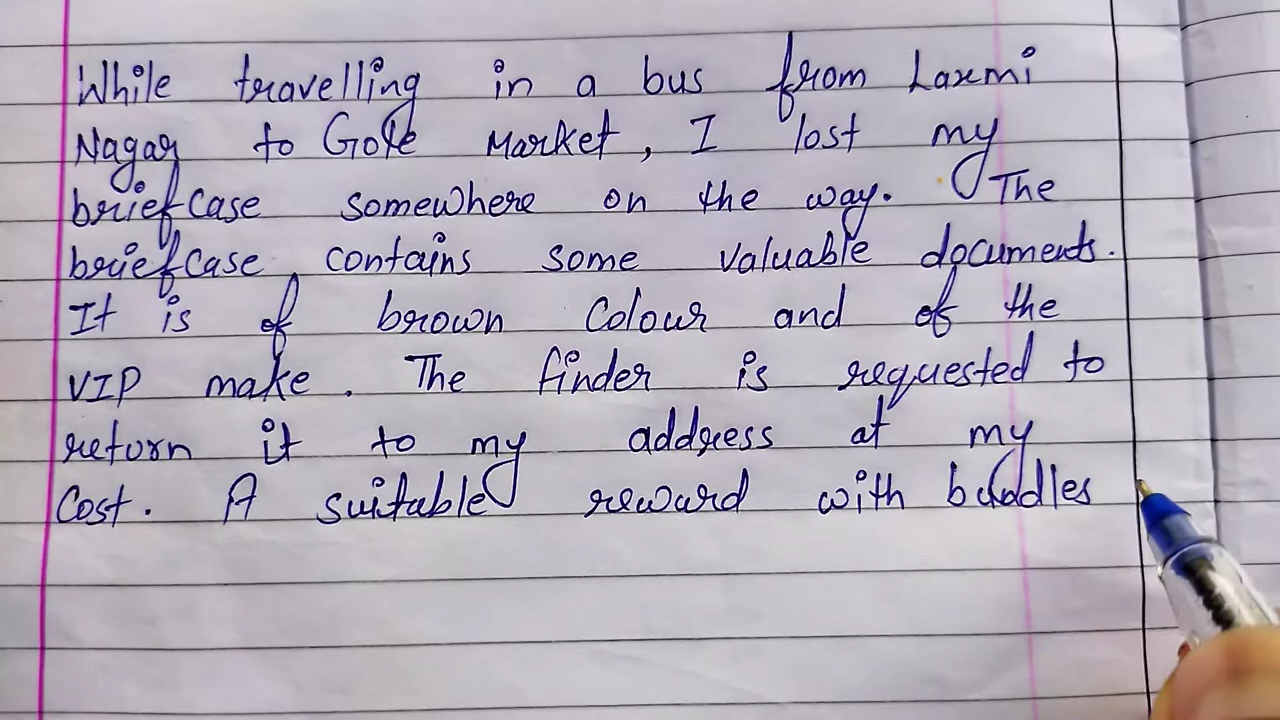 While travelling in a bus from Laxmi
Nagar to Gole Market, I lost my
briefcase somewhere on the way. The
briefcase contains some valuable documents.
It is of brown colour and of the
VIP make. The finder is requested to
return it to my address at my
cost. A suitable reward with